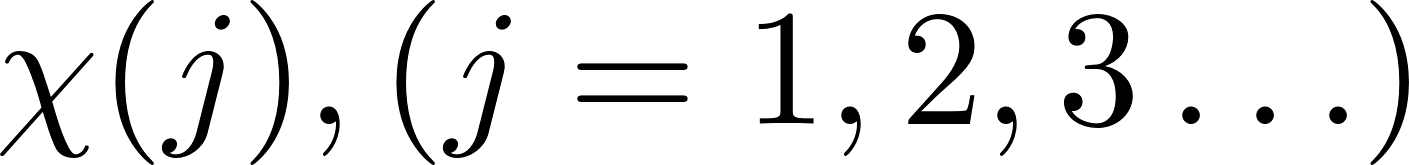 χ(j), (j = 1, 2, 3 . . .)